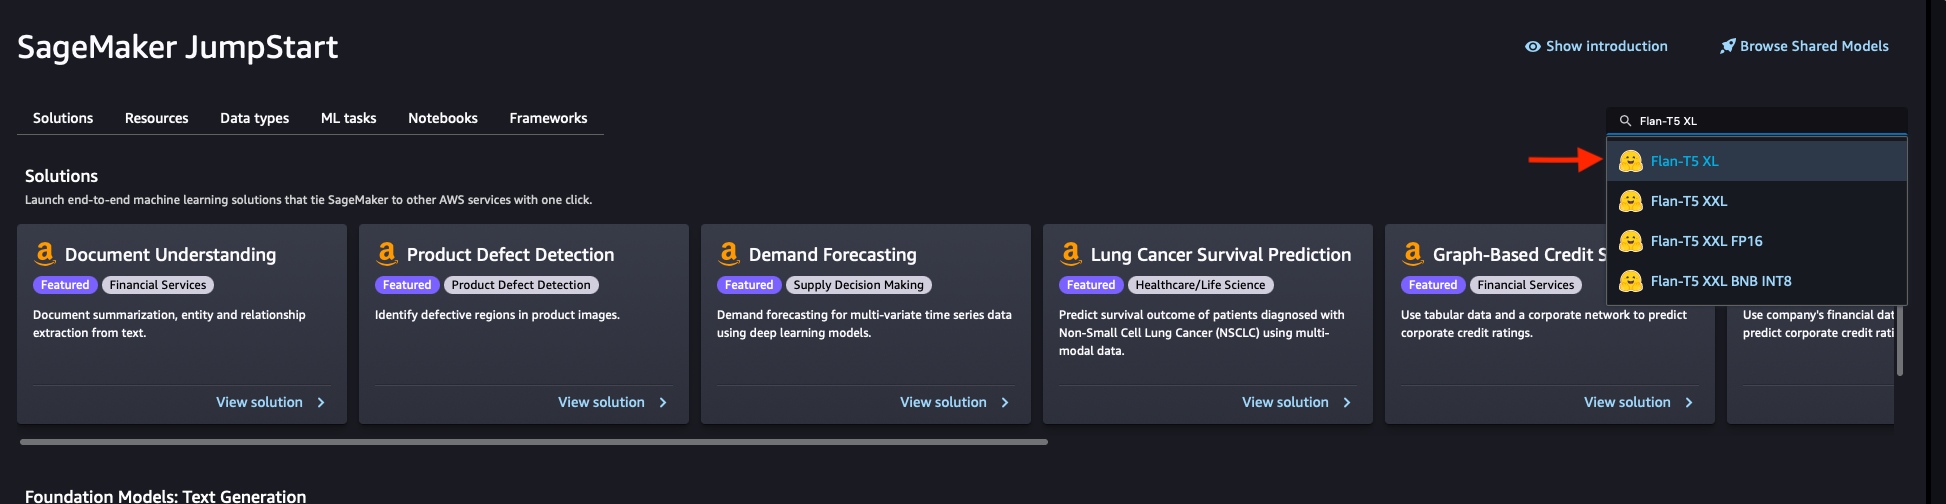 SageMaker JumpStart
Show introduction
Browse Shared Models
Solutions
Resources
Data types
ML tasks
Notebooks
Frameworks
Flan-T5 XL
Flan-T5 XL
Flan-T5 XXL
Flan-T5 XXL FP16
Flan-T5 XXL BNB INT8
Solutions
Launch end-to-end machine learning solutions that tie SageMaker to other AWS services with one click.
Document Understanding
Featured
Financial Services
Document summarization, entity and relationship
extraction from text.
View solution
Product Defect Detection
Featured
Product Defect Detection
Identify defective regions in product images.
View solution
Demand Forecasting
Featured
Supply Decision Making
Demand forecasting for multi-variate time series data
using deep learning models.
View solution
Lung Cancer Survival Prediction
Featured
Healthcare/Life Science
Predict survival outcome of patients diagnosed with
Non-Small Cell Lung Cancer (NSCLC) using multi-
modal data.
View solution
Graph-Based Credit S
Featured
Financial Services
Use tabular data and a corporate network to predict
corporate credit ratings.
View solution
Use company's financial dat
predict corporate credit rati
Foundation Models: Text Generation